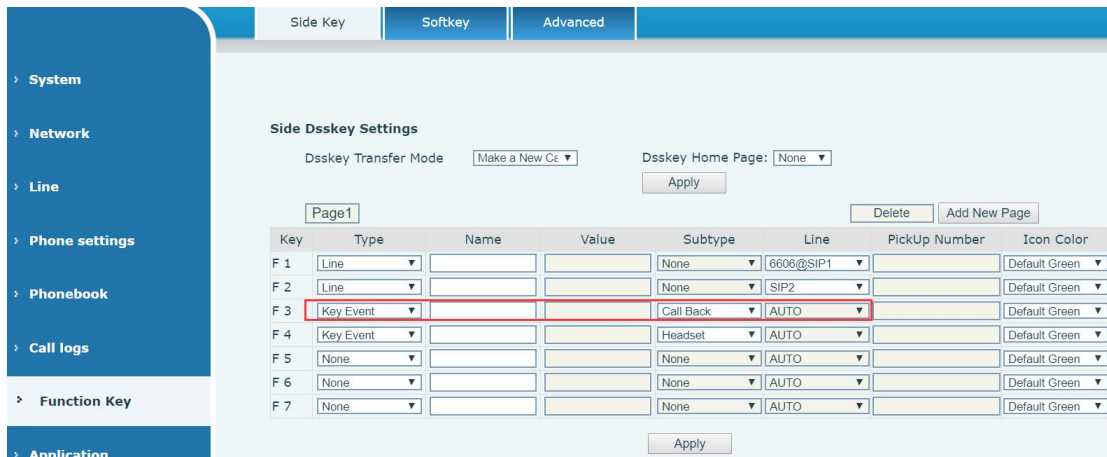 Side Key Softkey Advanced
System
Network
Line
Phone settings
Phonebook
Call logs
Function Key
Application
Side Dsskey Settings
Dsskey Transfer Mode Make a New Ca Dsskey Home Page: None
Apply
Page1 Delete Add New Page
Key Type Name Value Subtype Line PickUp Number Icon Color
F 1 Line None 6606@SIP1 Default Green
F 2 Line None SIP2 Default Green
F 3 Key Event Call Back AUTO Default Green
F 4 Key Event Headset AUTO Default Green
F 5 None None AUTO Default Green
F 6 None None AUTO Default Green
F 7 None None AUTO Default Green
Apply